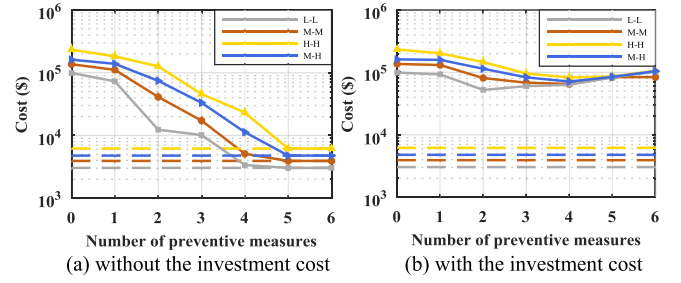 10^6
10^5
10^4
10^3
Cost ($)
L-L
M-M
H-H
M-H
0 1 2 3 4 5 6
Number of preventive measures
(a) without the investment cost
10^6
10^5
10^4
10^3
Cost ($)
L-L
M-M
H-H
M-H
0 1 2 3 4 5 6
Number of preventive measures
(b) with the investment cost